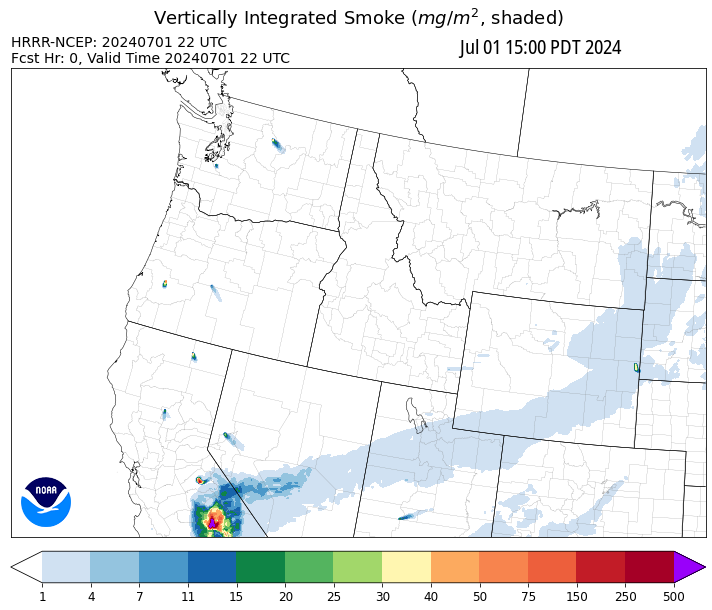 Vertically Integrated Smoke (mg/m², shaded)
HRRR-NCEP: 20240701 22 UTC
Fcst Hr: 0, Valid Time 20240701 22 UTC
Jul 01 15:00 PDT 2024
NOAA
1 4 7 11 15 20 25 30 40 50 75 150 250 500